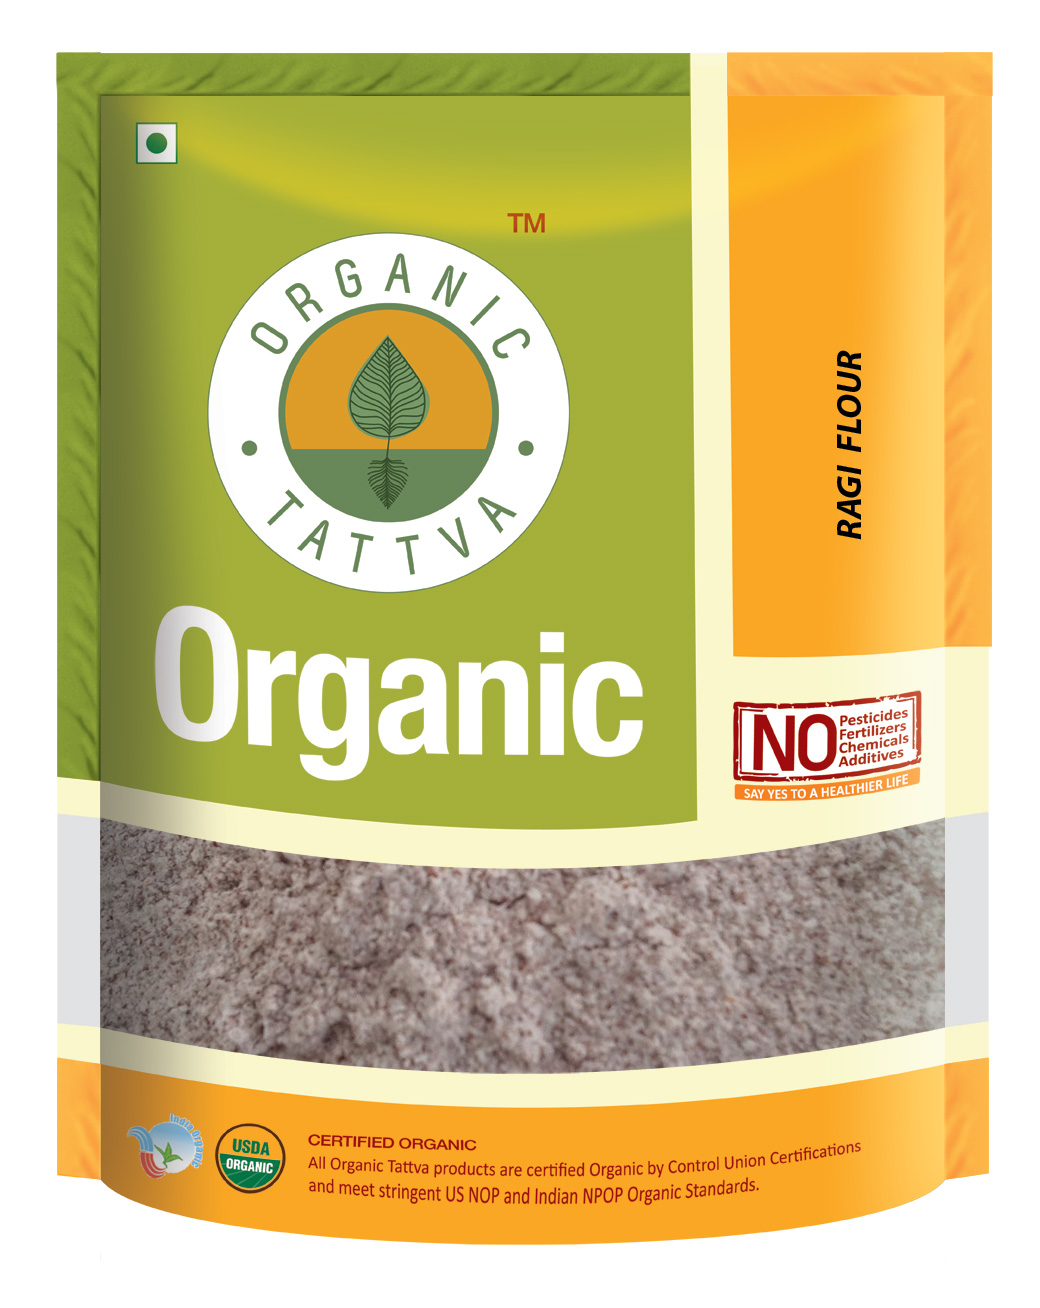 TM
ORGANIC
TATTVA
Organic
RAGI FLOUR
NO
Pesticides
Fertilizers
Chemicals
Additives
SAY YES TO A HEALTHIER LIFE
India Organic
USDA
ORGANIC
CERTIFIED ORGANIC
All Organic Tattva products are certified Organic by Control Union Certifications
and meet stringent US NOP and Indian NPOP Organic Standards.